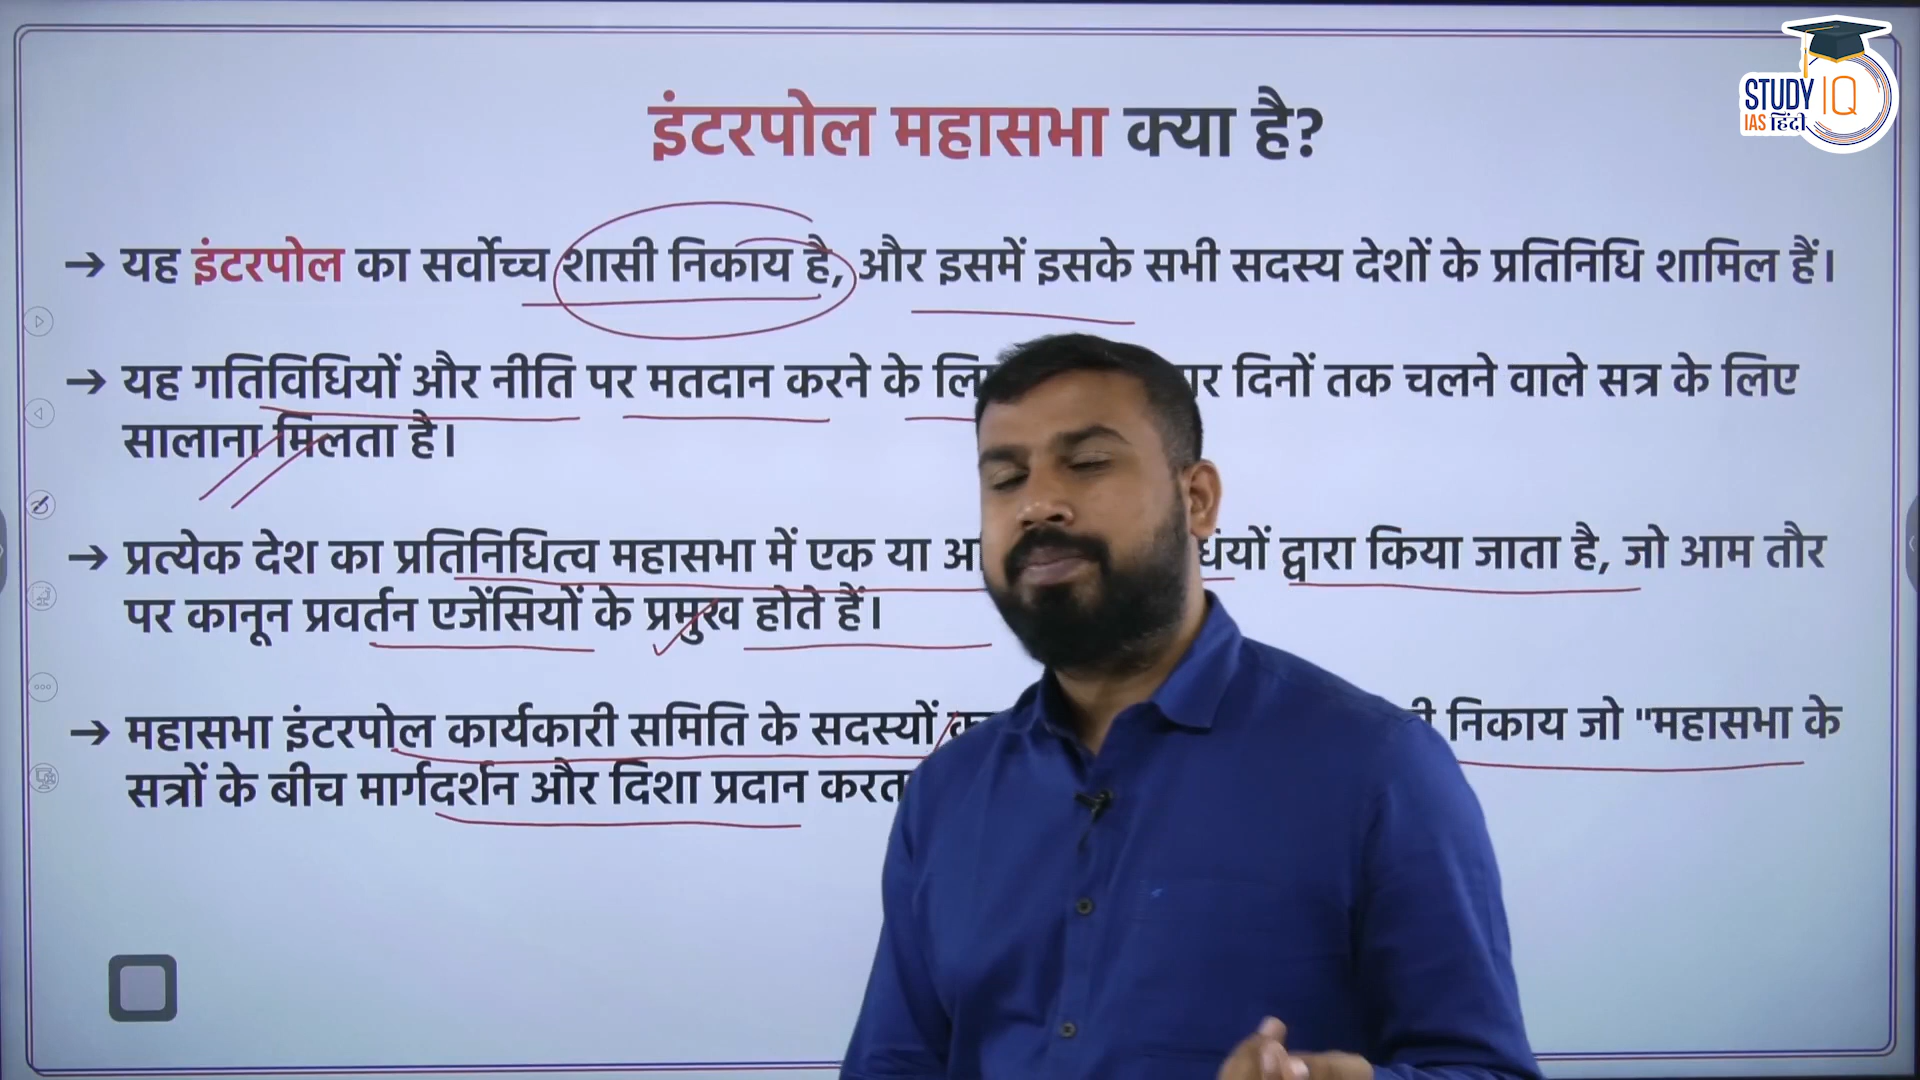 STUDY IQ
IAS हिंदी
इंटरपोल महासभा क्या है?
→ यह इंटरपोल का सर्वोच्च शासी निकाय है, और इसमें इसके सभी सदस्य देशों के प्रतिनिधि शामिल हैं।
→ यह गतिविधियों और नीति पर मतदान करने के दिनों तक चलने वाले सत्र के लिए
सालाना मिलता है।
→ प्रत्येक देश का प्रतिनिधित्व महासभा में एक या द्वारा किया जाता है, जो आम तौर
पर कानून प्रवर्तन एजेंसियों के प्रमुख होते हैं।
→ महासभा इंटरपोल कार्यकारी समिति के सदस्यों निकाय जो "महासभा के
सत्रों के बीच मार्गदर्शन और दिशा प्रदान